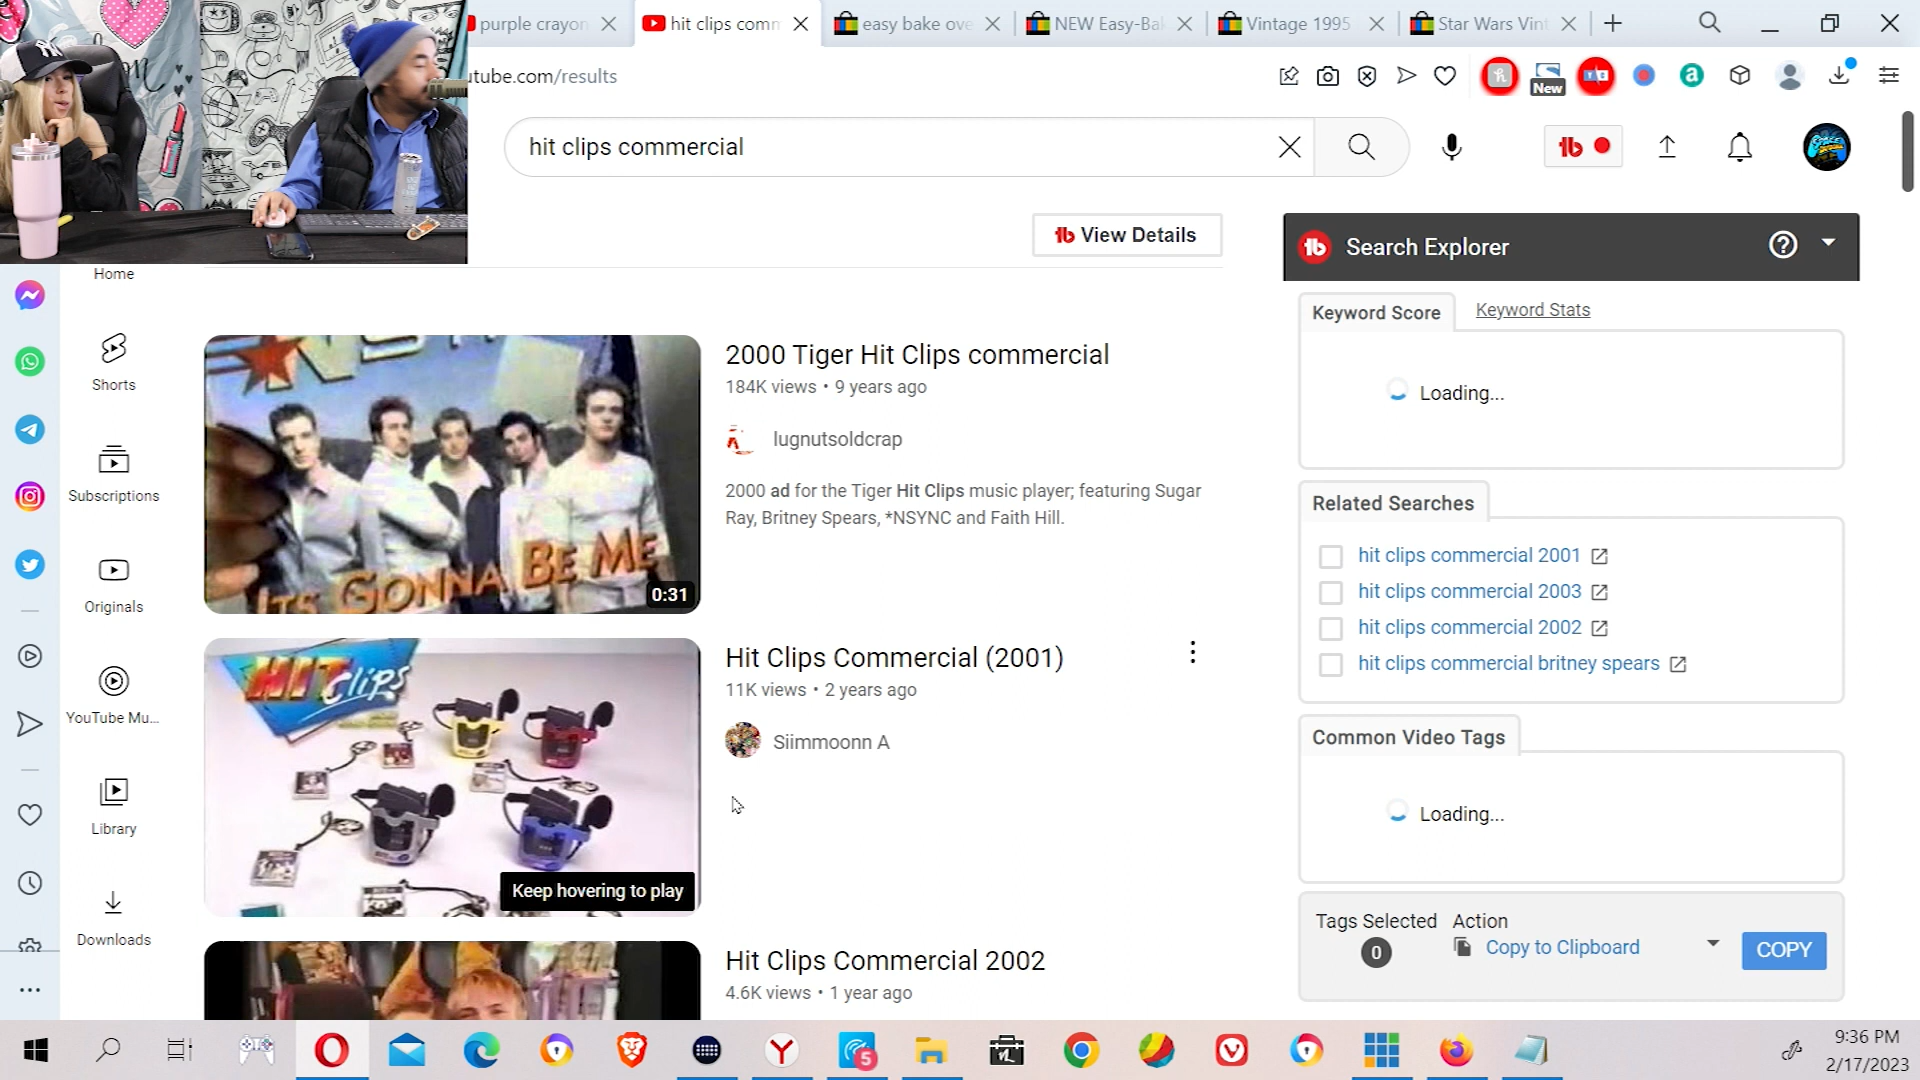 purple crayon
hit clips comm
easy bake ove
NEW Easy-Bak
Vintage 1995
Star Wars Vint
utube.com/results
New
hit clips commercial
View Details
Search Explorer
Home
Keyword Score
Keyword Stats
Loading...
Shorts
Subscriptions
Originals
YouTube Mu...
Library
Downloads
ITS GONNA BE ME
0:31
2000 Tiger Hit Clips commercial
184K views • 9 years ago
lugnutsoldcrap
2000 ad for the Tiger Hit Clips music player; featuring Sugar
Ray, Britney Spears, *NSYNC and Faith Hill.
Related Searches
hit clips commercial 2001
hit clips commercial 2003
hit clips commercial 2002
hit clips commercial britney spears
HIT Clips
Keep hovering to play
Hit Clips Commercial (2001)
11K views • 2 years ago
Siimmoonn A
Common Video Tags
Loading...
Tags Selected
0
Action
Copy to Clipboard
COPY
Hit Clips Commercial 2002
4.6K views • 1 year ago
5
9:36 PM
2/17/2023